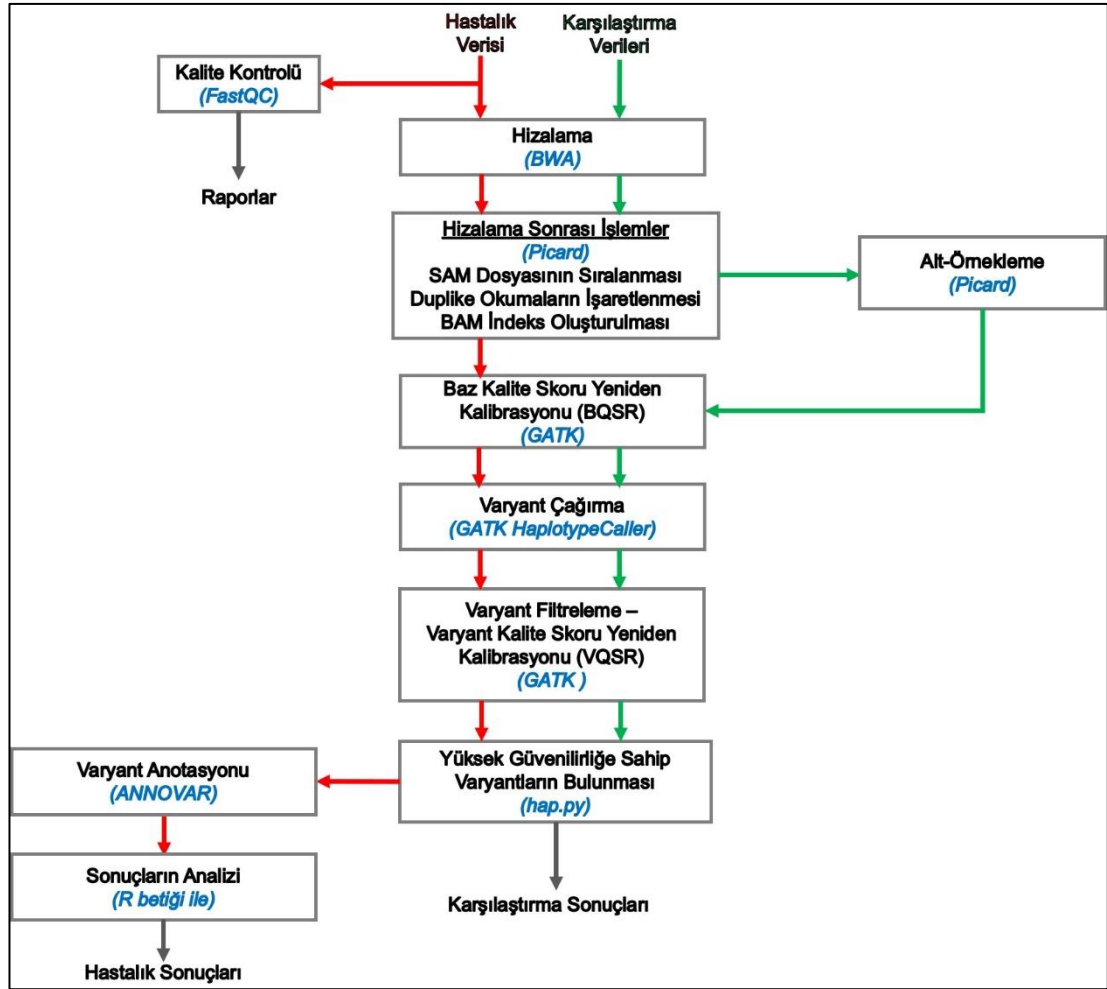 Hastalık
Verisi
Karşılaştırma
Verileri
Kalite Kontrolü
(FastQC)
Raporlar
Hizalama
(BWA)
Hizalama Sonrası İşlemler
(Picard)
SAM Dosyasının Sıralanması
Duplike Okumaların İşaretlenmesi
BAM İndeks Oluşturulması
Alt-Örnekleme
(Picard)
Baz Kalite Skoru Yeniden
Kalibrasyonu (BQSR)
(GATK)
Varyant Çağırma
(GATK HaplotypeCaller)
Varyant Filtreleme –
Varyant Kalite Skoru Yeniden
Kalibrasyonu (VQSR)
(GATK )
Yüksek Güvenilirliğe Sahip
Varyantların Bulunması
(hap.py)
Varyant Anotasyonu
(ANNOVAR)
Sonuçların Analizi
(R betiği ile)
Karşılaştırma Sonuçları
Hastalık Sonuçları